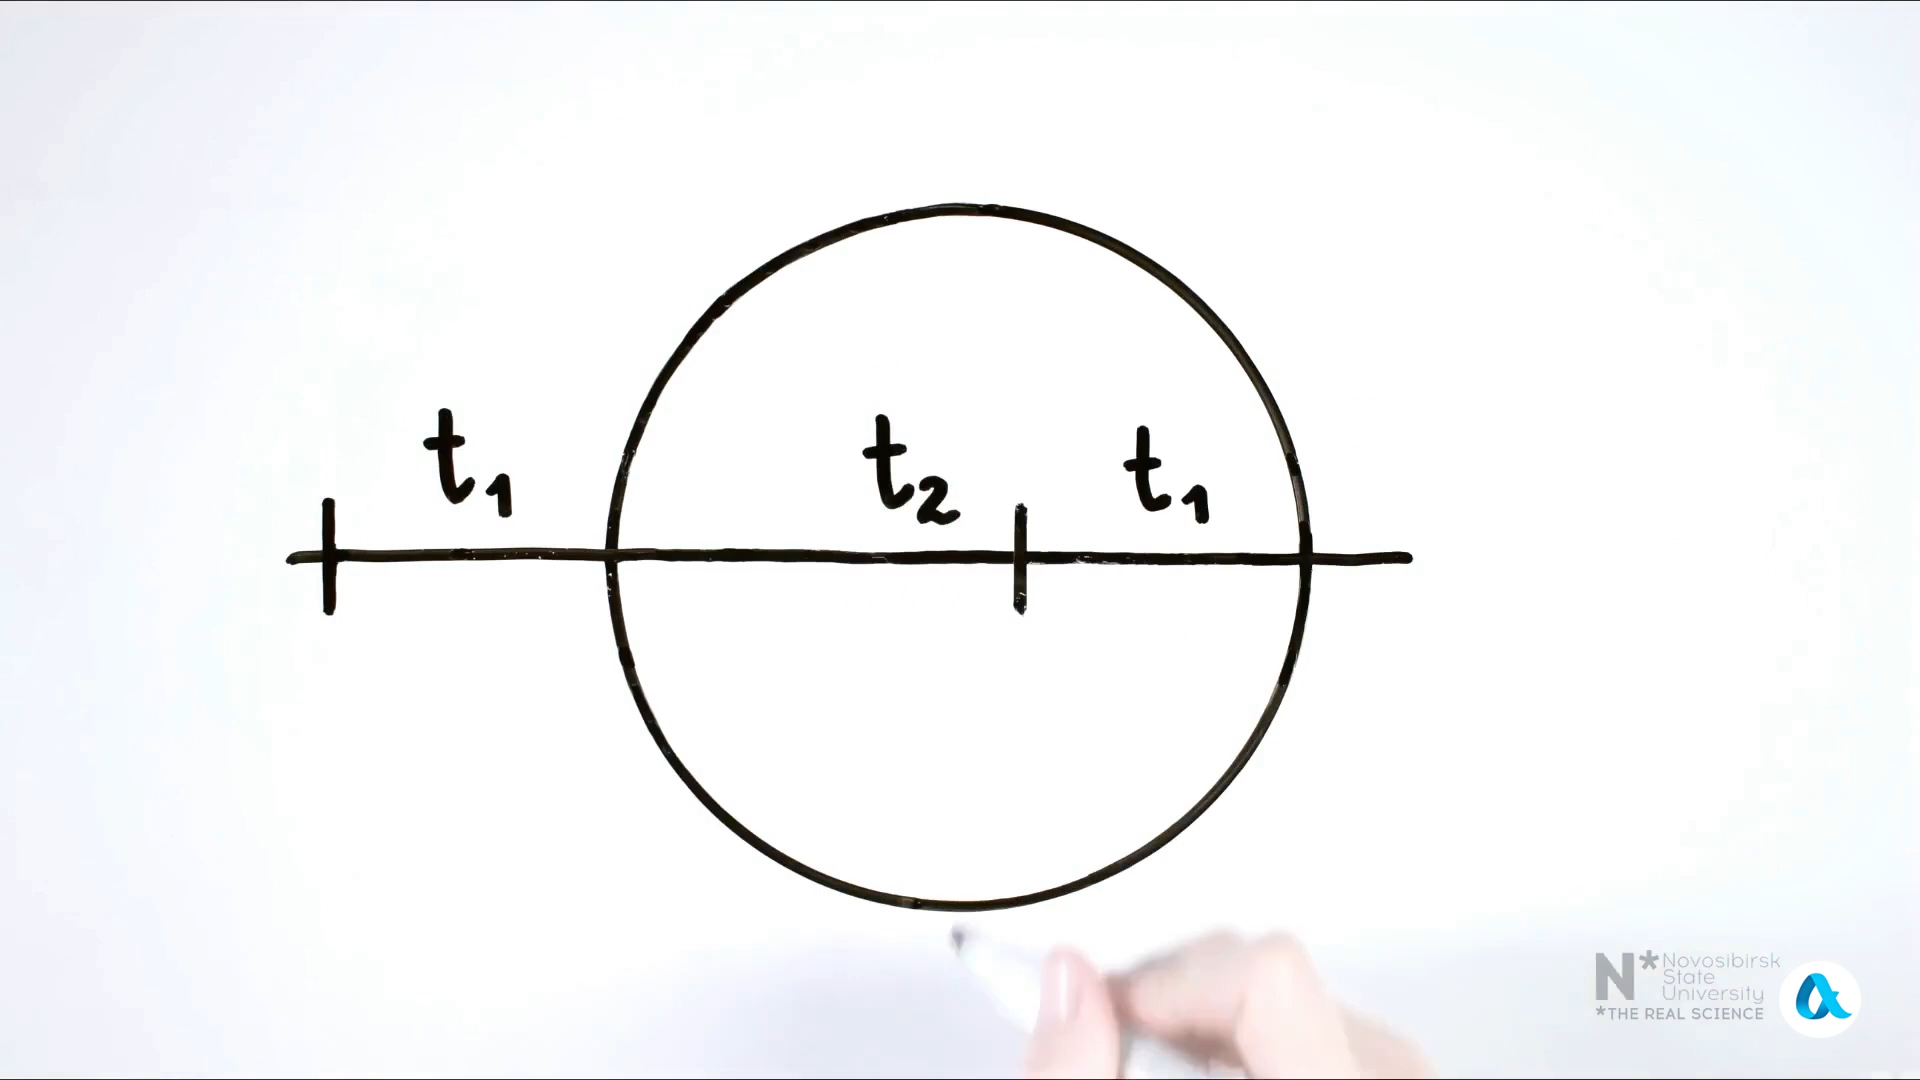 t₁ t₂ t₁
N* Novosibirsk
State
University
*THE REAL SCIENCE